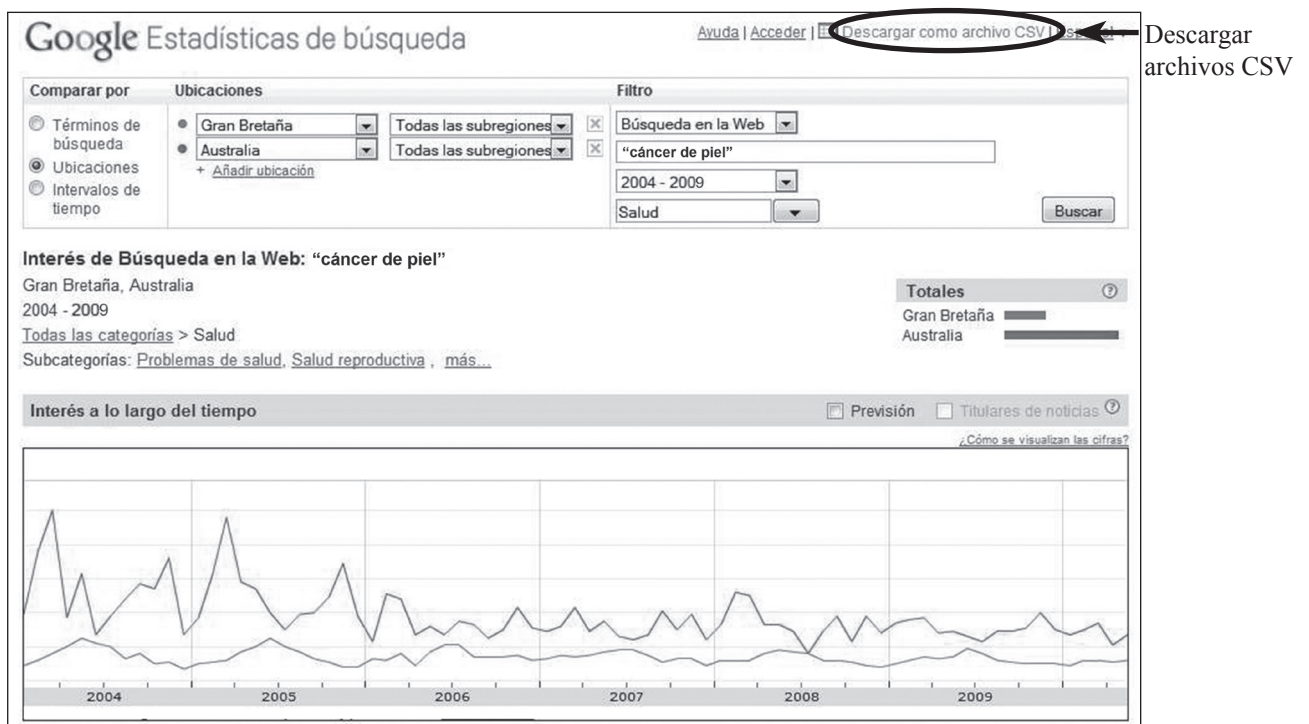 Google Estadísticas de búsqueda
Ayuda | Acceder | Descargar como archivo CSV |
Descargar
archivos CSV
Comparar por Ubicaciones Filtro
Términos de
búsqueda
Ubicaciones
Intervalos de
tiempo
Gran Bretaña Todas las subregiones
Australia Todas las subregiones
+ Añadir ubicación
Búsqueda en la Web
“cáncer de piel”
2004 - 2009
Salud
Buscar
Interés de Búsqueda en la Web: “cáncer de piel”
Gran Bretaña, Australia
2004 - 2009
Todas las categorías > Salud
Subcategorías: Problemas de salud, Salud reproductiva , más...
Totales
Gran Bretaña
Australia
Interés a lo largo del tiempo
Previsión Titulares de noticias
¿Cómo se visualizan las cifras?
2004 2005 2006 2007 2008 2009